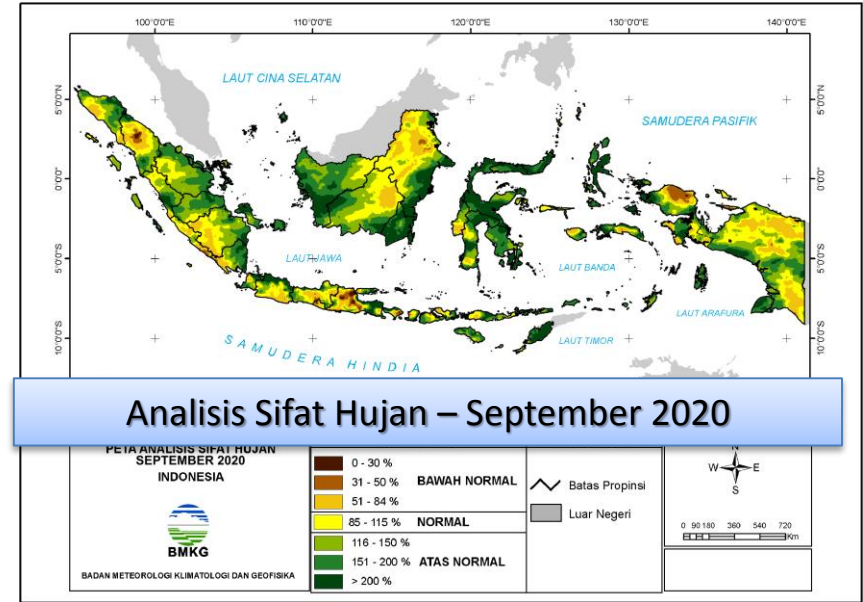 100°0'0"E 110°0'0"E 120°0'0"E 130°0'0"E 140°0'0"E
5°0'0"N 5°0'0"N
LAUT CINA SELATAN
SAMUDERA PASIFIK
0°0'0" 0°0'0"
LAUT JAWA
LAUT BANDA
5°0'0"S 5°0'0"S
LAUT ARAFURA
SAMUDERA HINDIA
LAUT TIMOR
10°0'0"S 10°0'0"S
Analisis Sifat Hujan – September 2020
PETA ANALISIS SIFAT HUJAN
SEPTEMBER 2020
INDONESIA
BMKG
BADAN METEOROLOGI KLIMATOLOGI DAN GEOFISIKA
0 - 30 %
31 - 50 % BAWAH NORMAL
51 - 84 %
85 - 115 % NORMAL
116 - 150 %
151 - 200 % ATAS NORMAL
> 200 %
Batas Propinsi
Luar Negeri
N
W E
S
0 90 180 360 540 720
Km